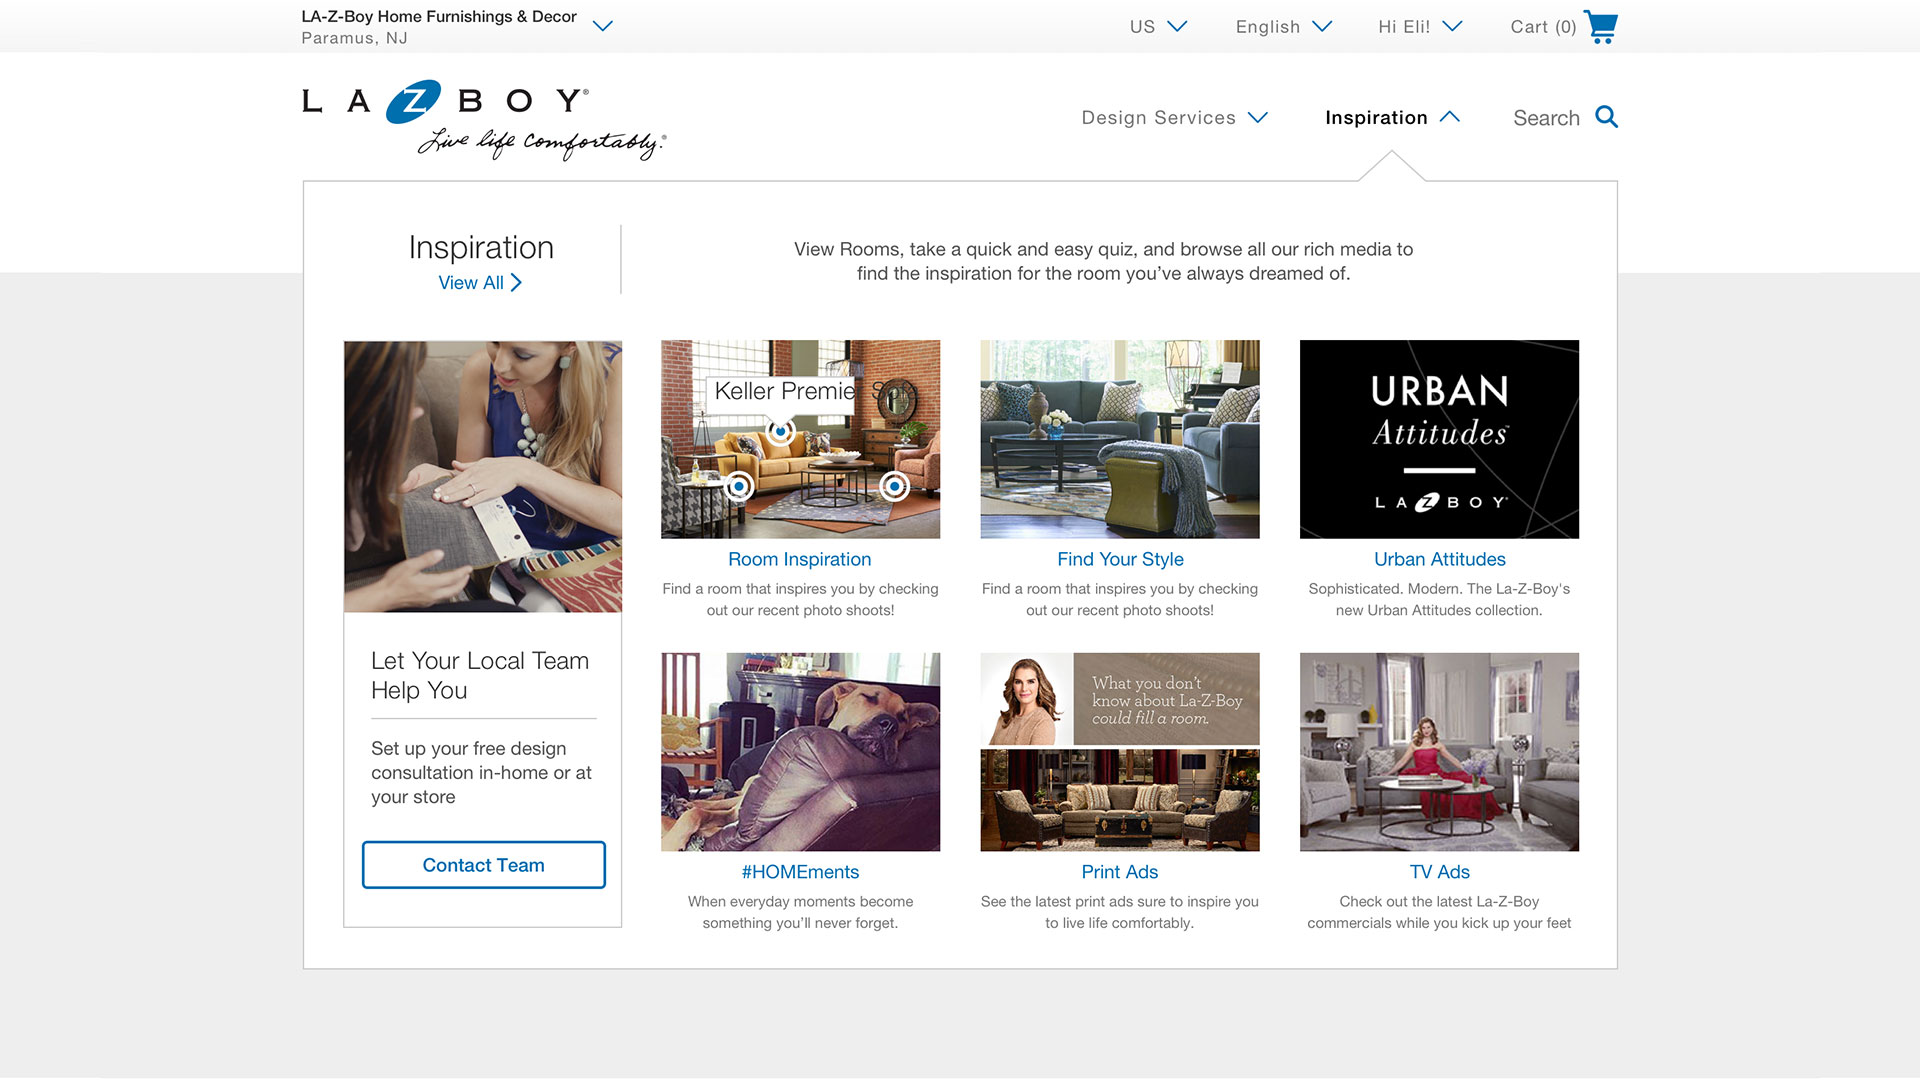 LA-Z-Boy Home Furnishings & Decor
Paramus, NJ
US
English
Hi Eli!
Cart (0)
LA Z BOY®
Live life comfortably.®
Design Services
Inspiration
Search
Inspiration
View All
View Rooms, take a quick and easy quiz, and browse all our rich media to
find the inspiration for the room you've always dreamed of.
Let Your Local Team
Help You
Set up your free design
consultation in-home or at
your store
Contact Team
Keller Premie Sofa
Room Inspiration
Find a room that inspires you by checking
out our recent photo shoots!
Find Your Style
Find a room that inspires you by checking
out our recent photo shoots!
URBAN
Attitudes™
LA Z BOY®
Urban Attitudes
Sophisticated. Modern. The La-Z-Boy's
new Urban Attitudes collection.
#HOMEments
When everyday moments become
something you'll never forget.
What you don't
know about La-Z-Boy
could fill a room.
Print Ads
See the latest print ads sure to inspire you
to live life comfortably.
TV Ads
Check out the latest La-Z-Boy
commercials while you kick up your feet